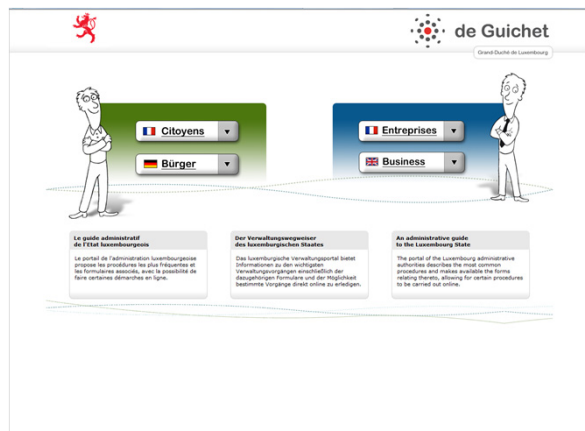 de Guichet
Grand-Duché de Luxembourg
Citoyens
Bürger
Entreprises
Business
Le guide administratif
de l'Etat luxembourgeois
Le portail de l'administration luxembourgeoise
propose les procédures les plus fréquentes et
les formulaires associés, avec la possibilité de
faire certaines démarches en ligne.
Der Verwaltungswegweiser
des luxemburgischen Staates
Das luxemburgische Verwaltungsportal bietet
Informationen zu den wichtigsten
Verwaltungsvorgängen einschließlich der
dazugehörigen Formulare und der Möglichkeit
bestimmte Vorgänge direkt online zu erledigen.
An administrative guide
to the Luxembourg State
The portal of the Luxembourg administrative
authorities describes the most common
procedures and makes available the forms
relating thereto, allowing for certain procedures
to be carried out online.